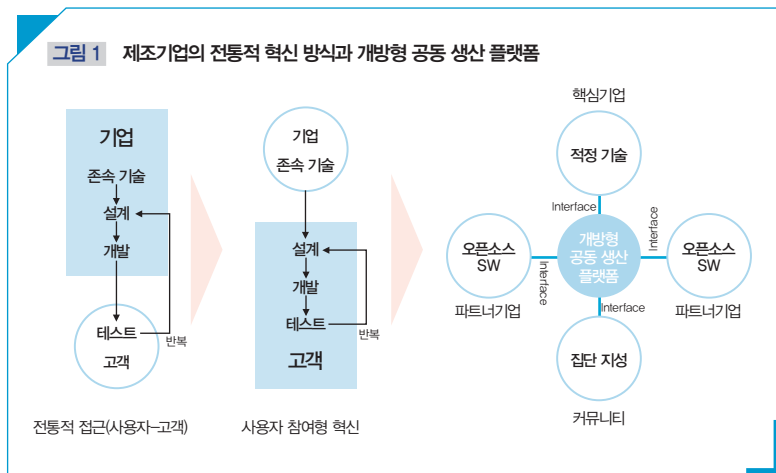 그림 1 제조기업의 전통적 혁신 방식과 개방형 공동 생산 플랫폼
기업
존속 기술
설계
개발
테스트
반복
고객
전통적 접근(사용자–고객)
기업
존속 기술
설계
개발
테스트
반복
고객
사용자 참여형 혁신
핵심기업
적정 기술
Interface
오픈소스
SW
파트너기업
Interface
개방형
공동 생산
플랫폼
Interface
오픈소스
SW
파트너기업
Interface
집단 지성
커뮤니티